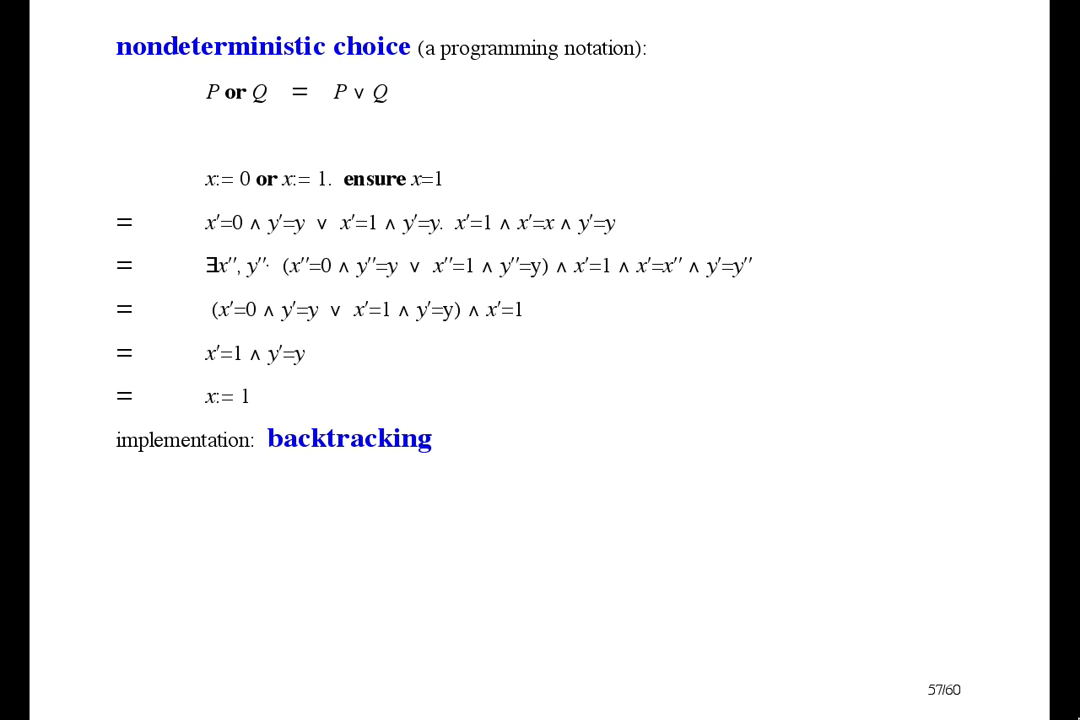 nondeterministic choice (a programming notation):
P or Q = P ∨ Q
x:= 0 or x:= 1. ensure x=1
= x′=0 ∧ y′=y ∨ x′=1 ∧ y′=y. x′=1 ∧ x′=x ∧ y′=y
= ∃x′′, y′′· (x′′=0 ∧ y′′=y ∨ x′′=1 ∧ y′′=y) ∧ x′=1 ∧ x′=x′′ ∧ y′=y′′
= (x′=0 ∧ y′=y ∨ x′=1 ∧ y′=y) ∧ x′=1
= x′=1 ∧ y′=y
= x:= 1
implementation: backtracking
57/60